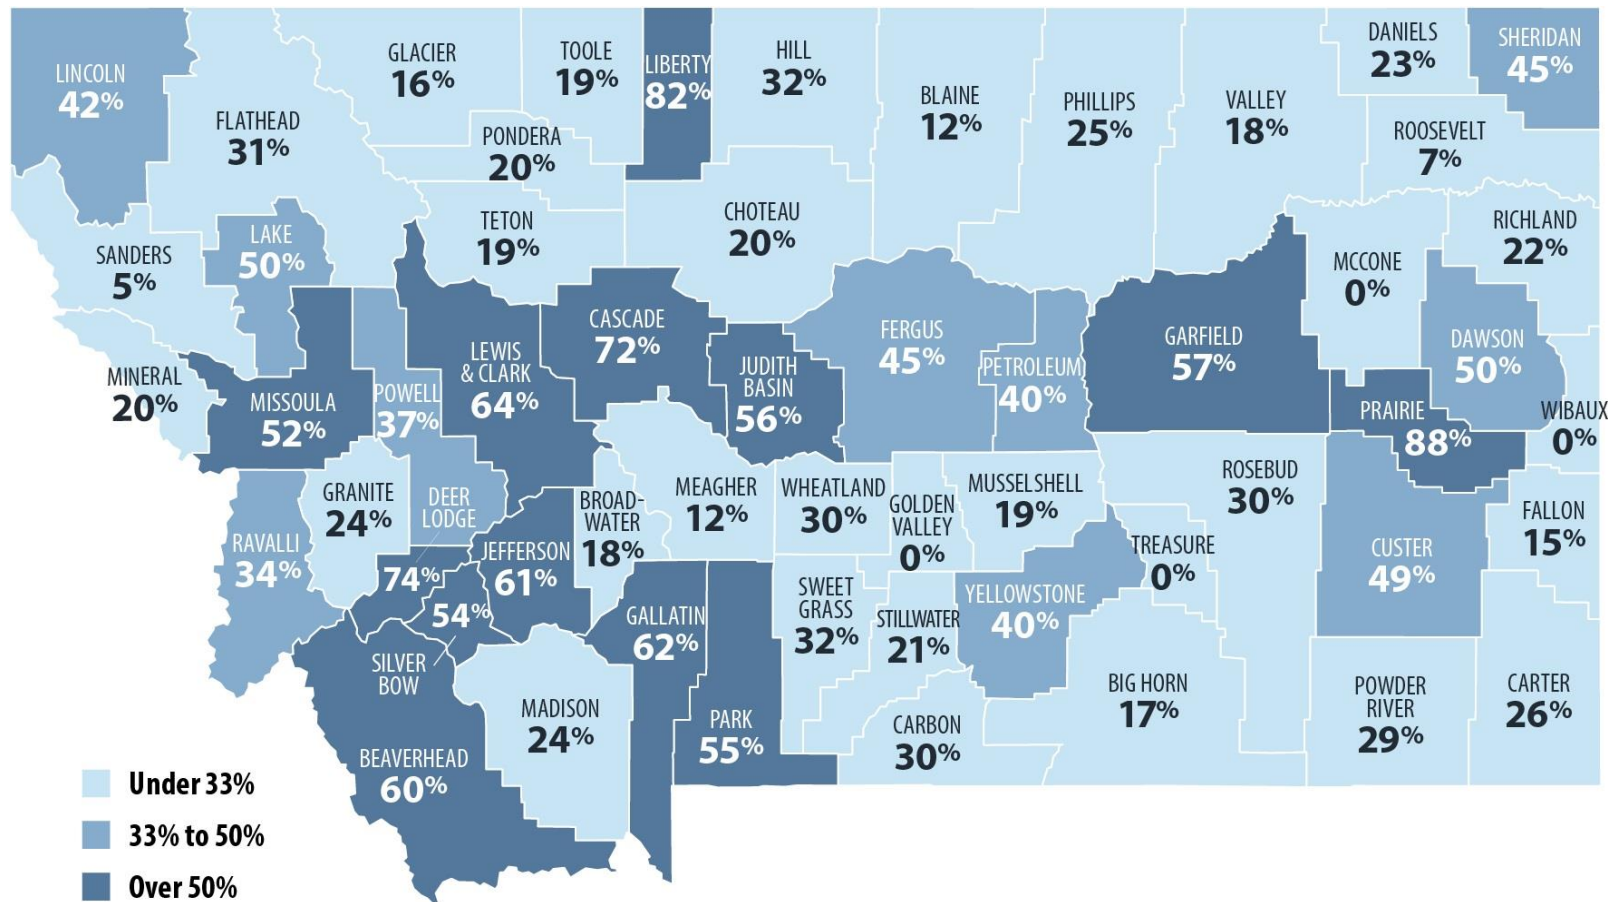 LINCOLN
42%
FLATHEAD
31%
GLACIER
16%
TOOLE
19%
LIBERTY
82%
HILL
32%
BLAINE
12%
PHILLIPS
25%
VALLEY
18%
DANIELS
23%
SHERIDAN
45%
ROOSEVELT
7%
PONDERA
20%
TETON
19%
CHOTEAU
20%
SANDERS
5%
LAKE
50%
RICHLAND
22%
MCCONE
0%
CASCADE
72%
FERGUS
45%
PETROLEUM
40%
GARFIELD
57%
DAWSON
50%
MINERAL
20%
MISSOULA
52%
POWELL
37%
LEWIS
& CLARK
64%
JUDITH
BASIN
56%
PRAIRIE
88%
WIBAUX
0%
GRANITE
24%
DEER
LODGE
74%
BROAD-
WATER
18%
MEAGHER
12%
WHEATLAND
30%
GOLDEN
VALLEY
0%
MUSSELSHELL
19%
ROSEBUD
30%
TREASURE
0%
CUSTER
49%
FALLON
15%
RAVALLI
34%
JEFFERSON
61%
54%
SILVER
BOW
GALLATIN
62%
SWEET
GRASS
32%
STILLWATER
21%
YELLOWSTONE
40%
BEAVERHEAD
60%
MADISON
24%
PARK
55%
CARBON
30%
BIG HORN
17%
POWDER
RIVER
29%
CARTER
26%
Under 33%
33% to 50%
Over 50%